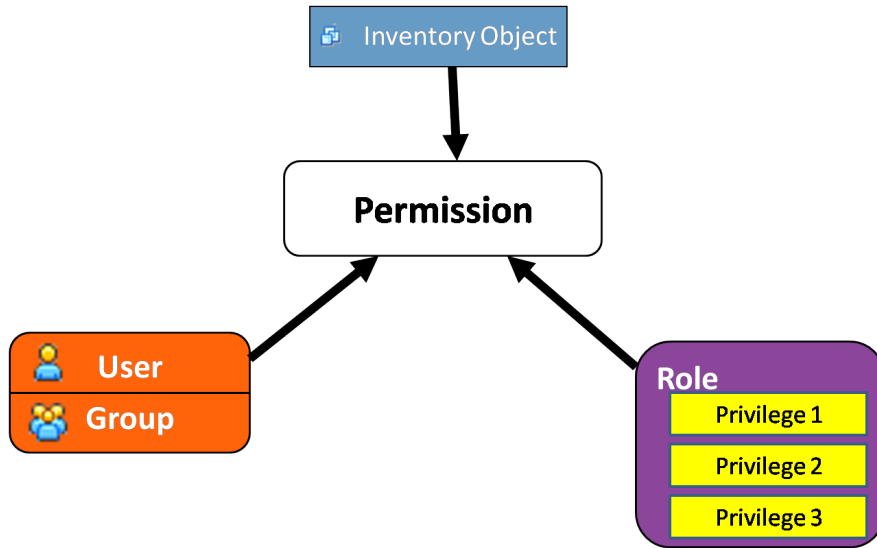 Inventory Object
Permission
User
Group
Role
Privilege 1
Privilege 2
Privilege 3